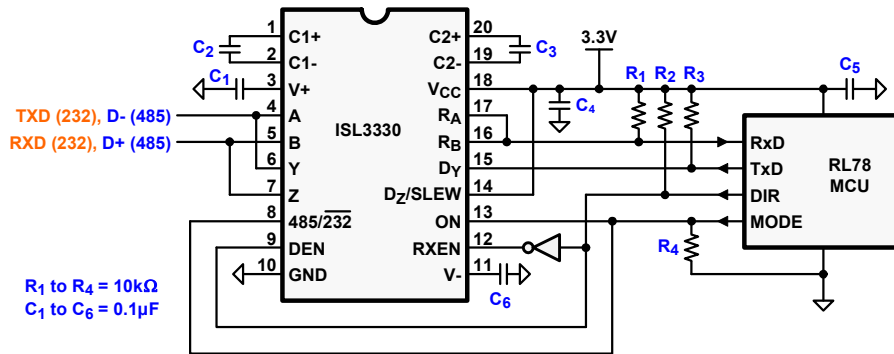 1 C1+ C2+ 20
C2 C3
2 C1- C2- 19
3.3V
C1
3 V+ VCC 18
R1 R2 R3
C5
C4
TXD (232), D- (485)
4 A RA 17
ISL3330
RXD (232), D+ (485)
5 B RB 16
RxD
6 Y DY 15
TxD
RL78
MCU
7 Z DZ/SLEW 14
DIR
8 485/232 ON 13
MODE
9 DEN RXEN 12
R4
10 GND V- 11
C6
R1 to R4 = 10kΩ
C1 to C6 = 0.1µF